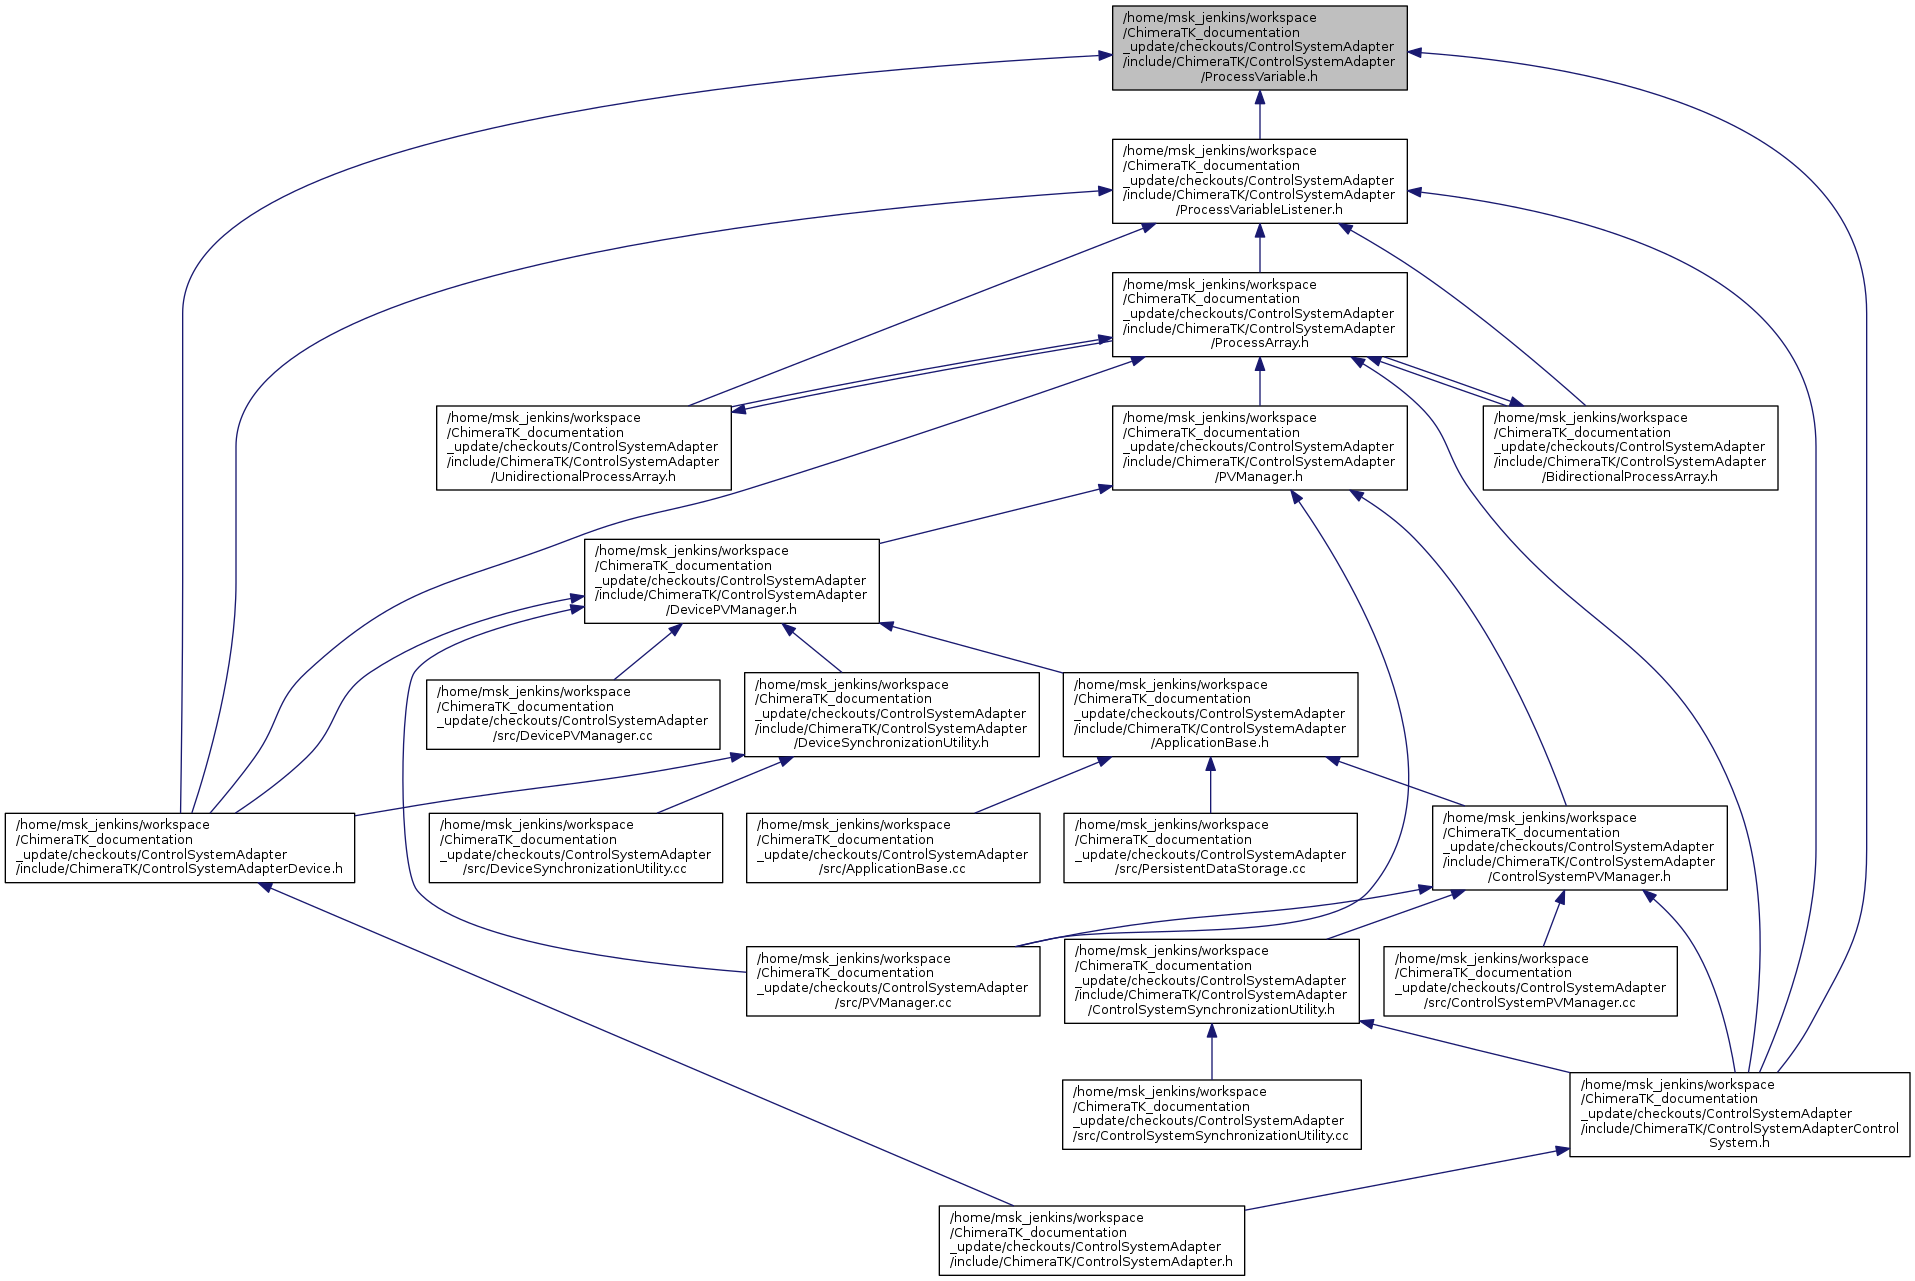 /home/msk_jenkins/workspace
/ChimeraTK_documentation
_update/checkouts/ControlSystemAdapter
/include/ChimeraTK/ControlSystemAdapter
/ProcessVariable.h
/home/msk_jenkins/workspace
/ChimeraTK_documentation
_update/checkouts/ControlSystemAdapter
/include/ChimeraTK/ControlSystemAdapter
/ProcessVariableListener.h
/home/msk_jenkins/workspace
/ChimeraTK_documentation
_update/checkouts/ControlSystemAdapter
/include/ChimeraTK/ControlSystemAdapter
/ProcessArray.h
/home/msk_jenkins/workspace
/ChimeraTK_documentation
_update/checkouts/ControlSystemAdapter
/include/ChimeraTK/ControlSystemAdapter
/UnidirectionalProcessArray.h
/home/msk_jenkins/workspace
/ChimeraTK_documentation
_update/checkouts/ControlSystemAdapter
/include/ChimeraTK/ControlSystemAdapter
/PVManager.h
/home/msk_jenkins/workspace
/ChimeraTK_documentation
_update/checkouts/ControlSystemAdapter
/include/ChimeraTK/ControlSystemAdapter
/BidirectionalProcessArray.h
/home/msk_jenkins/workspace
/ChimeraTK_documentation
_update/checkouts/ControlSystemAdapter
/include/ChimeraTK/ControlSystemAdapter
/DevicePVManager.h
/home/msk_jenkins/workspace
/ChimeraTK_documentation
_update/checkouts/ControlSystemAdapter
/src/DevicePVManager.cc
/home/msk_jenkins/workspace
/ChimeraTK_documentation
_update/checkouts/ControlSystemAdapter
/include/ChimeraTK/ControlSystemAdapter
/DeviceSynchronizationUtility.h
/home/msk_jenkins/workspace
/ChimeraTK_documentation
_update/checkouts/ControlSystemAdapter
/include/ChimeraTK/ControlSystemAdapter
/ApplicationBase.h
/home/msk_jenkins/workspace
/ChimeraTK_documentation
_update/checkouts/ControlSystemAdapter
/include/ChimeraTK/ControlSystemAdapterDevice.h
/home/msk_jenkins/workspace
/ChimeraTK_documentation
_update/checkouts/ControlSystemAdapter
/src/DeviceSynchronizationUtility.cc
/home/msk_jenkins/workspace
/ChimeraTK_documentation
_update/checkouts/ControlSystemAdapter
/src/ApplicationBase.cc
/home/msk_jenkins/workspace
/ChimeraTK_documentation
_update/checkouts/ControlSystemAdapter
/src/PersistentDataStorage.cc
/home/msk_jenkins/workspace
/ChimeraTK_documentation
_update/checkouts/ControlSystemAdapter
/include/ChimeraTK/ControlSystemAdapter
/ControlSystemPVManager.h
/home/msk_jenkins/workspace
/ChimeraTK_documentation
_update/checkouts/ControlSystemAdapter
/src/PVManager.cc
/home/msk_jenkins/workspace
/ChimeraTK_documentation
_update/checkouts/ControlSystemAdapter
/include/ChimeraTK/ControlSystemAdapter
/ControlSystemSynchronizationUtility.h
/home/msk_jenkins/workspace
/ChimeraTK_documentation
_update/checkouts/ControlSystemAdapter
/src/ControlSystemPVManager.cc
/home/msk_jenkins/workspace
/ChimeraTK_documentation
_update/checkouts/ControlSystemAdapter
/src/ControlSystemSynchronizationUtility.cc
/home/msk_jenkins/workspace
/ChimeraTK_documentation
_update/checkouts/ControlSystemAdapter
/include/ChimeraTK/ControlSystemAdapterControl
System.h
/home/msk_jenkins/workspace
/ChimeraTK_documentation
_update/checkouts/ControlSystemAdapter
/include/ChimeraTK/ControlSystemAdapter.h